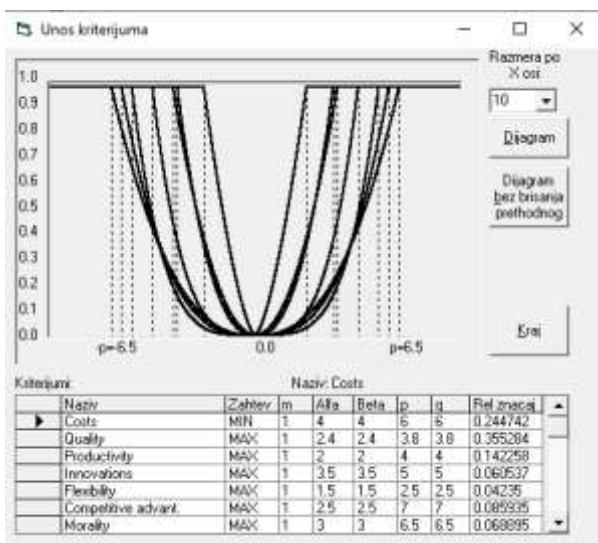 Unos kriterijuma
Razmera po
X osi:
10
Dijagram
Dijagram
bez brisanja
prethodnog
Kraj
1.0
0.9
0.8
0.7
0.6
0.5
0.4
0.3
0.2
0.1
0.0
-p=-6.5 0.0 p=6.5
Kriterijumi: Naziv: Costs
Naziv Zahtev m Alfa Beta p q Rel.znacaj
Costs MIN 1 4 4 6 6 0.244742
Quality MAX 1 2.4 2.4 3.8 3.8 0.355284
Productivity MAX 1 2 2 4 4 0.142258
Innovations MAX 1 3.5 3.5 5 5 0.060537
Flexibility MAX 1 1.5 1.5 2.5 2.5 0.04235
Competitive advant. MAX 1 2.5 2.5 7 7 0.085935
Morality MAX 1 3 3 6.5 6.5 0.068895